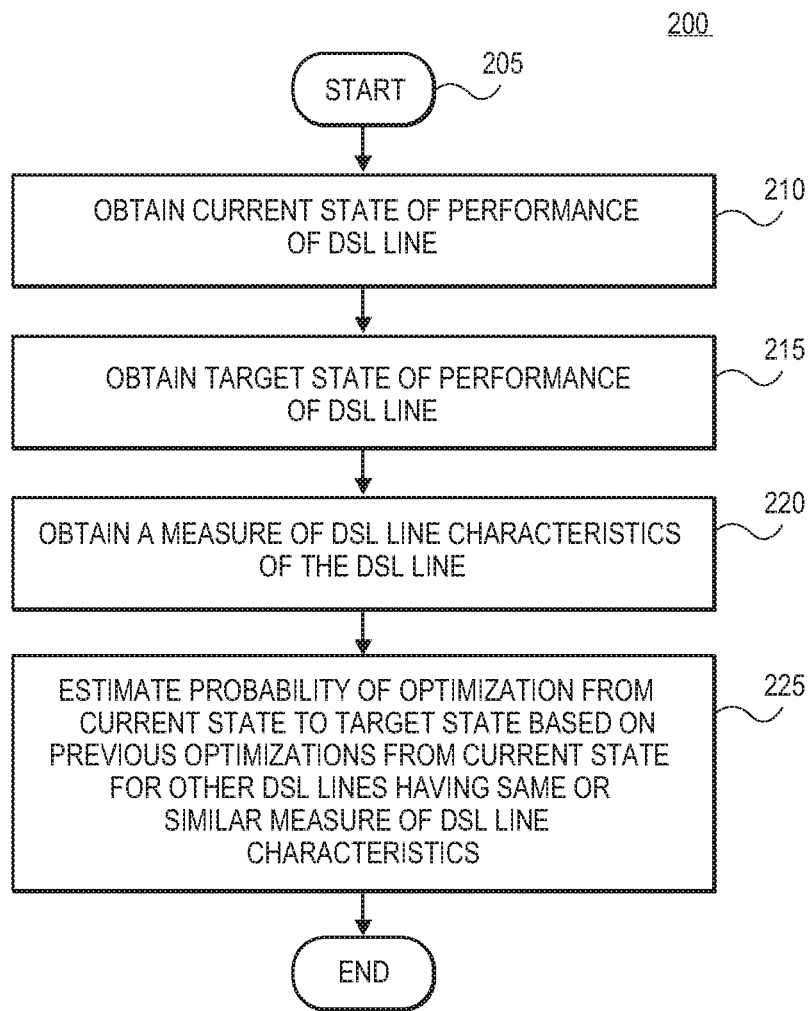 200
START
205
OBTAIN CURRENT STATE OF PERFORMANCE
OF DSL LINE
210
OBTAIN TARGET STATE OF PERFORMANCE
OF DSL LINE
215
OBTAIN A MEASURE OF DSL LINE CHARACTERISTICS
OF THE DSL LINE
220
ESTIMATE PROBABILITY OF OPTIMIZATION FROM
CURRENT STATE TO TARGET STATE BASED ON
PREVIOUS OPTIMIZATIONS FROM CURRENT STATE
FOR OTHER DSL LINES HAVING SAME OR
SIMILAR MEASURE OF DSL LINE
CHARACTERISTICS.
225
END